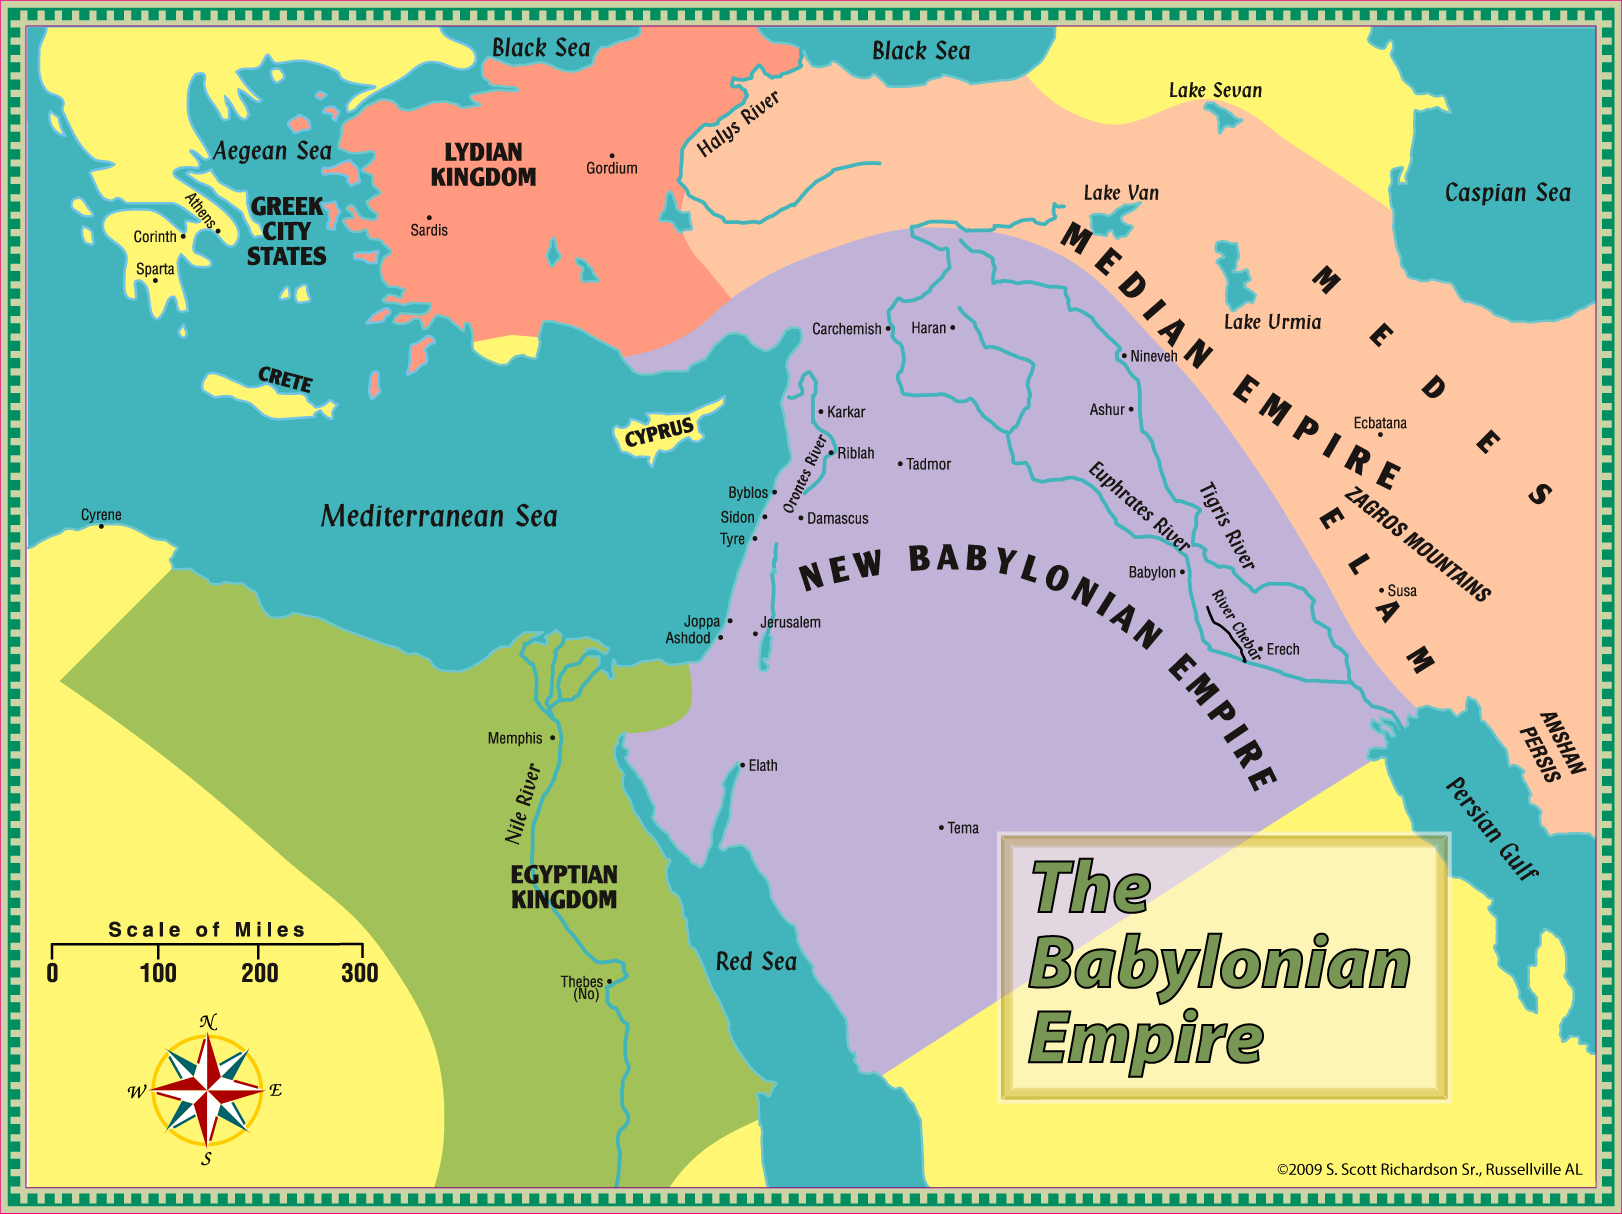 Black Sea
Black Sea
Lake Sevan
Halys River
Aegean Sea
LYDIAN
KINGDOM
Gordium
Caspian Sea
Lake Van
Athens
GREEK
CITY
STATES
Corinth
Sardis
Sparta
MEDIAN EMPIRE
MEDES
Lake Urmia
Carchemish
Haran
Nineveh
CRETE
CYPRUS
Karkar
Ashur
Ecbatana
Orontes River
Riblah
Tadmor
Euphrates River
Tigris River
ZAGROS MOUNTAINS
ELAM
Byblos
Sidon
Damascus
Tyre
Mediterranean Sea
Cyrene
NEW BABYLONIAN EMPIRE
Babylon
Susa
River Chebar
Erech
Joppa
Ashdod
Jerusalem
Memphis
Elath
ANSHAN
PERSIS
Nile River
Persian Gulf
Tema
EGYPTIAN
KINGDOM
The
Babylonian
Empire
Scale of Miles
0 100 200 300
Red Sea
Thebes
(No)
N
W E
S
©2009 S. Scott Richardson Sr., Russellville AL